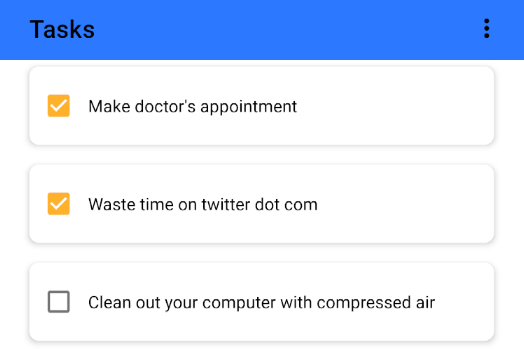 Tasks
Make doctor's appointment
Waste time on twitter dot com
Clean out your computer with compressed air